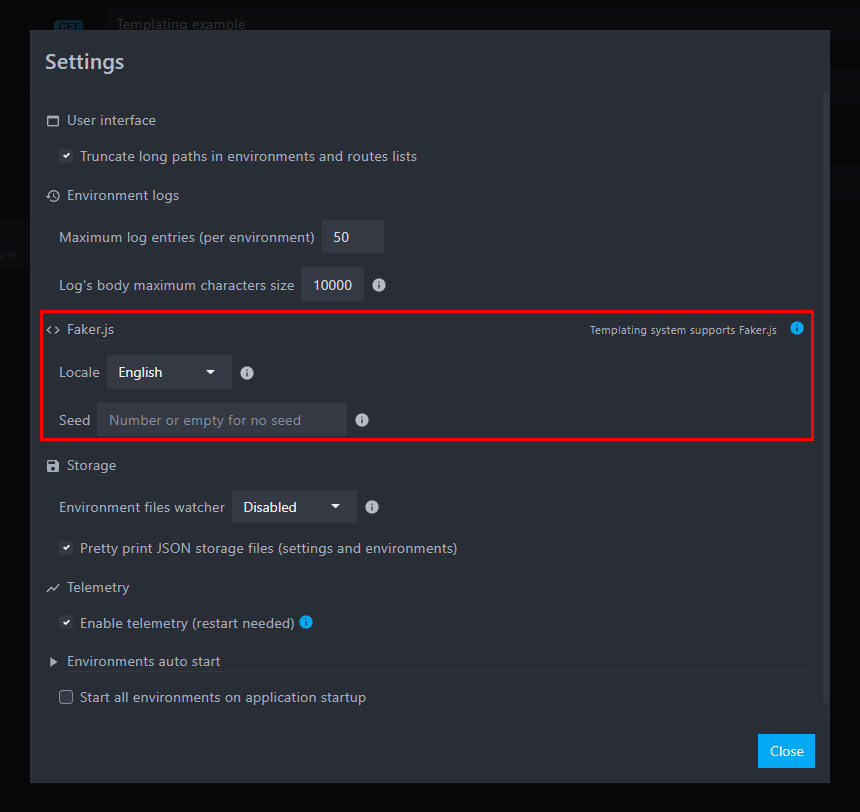 GET
Templating example
Settings
User interface
Truncate long paths in environments and routes lists
Environment logs
Maximum log entries (per environment) 50
Log's body maximum characters size 10000
Faker.js Templating system supports Faker.js
Locale English
Seed Number or empty for no seed
Storage
Environment files watcher Disabled
Pretty print JSON storage files (settings and environments)
Telemetry
Enable telemetry (restart needed)
Environments auto start
Start all environments on application startup
Close